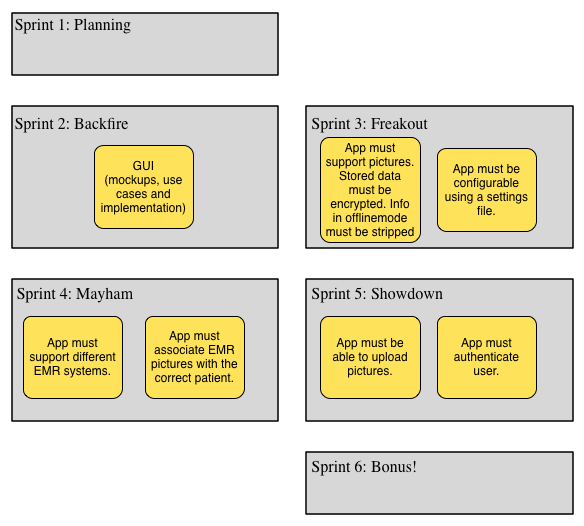 Sprint 1: Planning
Sprint 2: Backfire
GUI
(mockups, use
cases and
implementation)
Sprint 3: Freakout
App must
support pictures.
Stored data
must be
encrypted. Info
in offlinemode
must be stripped
App must be
configurable
using a settings
file.
Sprint 4: Mayham
App must
support different
EMR systems.
App must
associate EMR
pictures with the
correct patient.
Sprint 5: Showdown
App must be
able to upload
pictures.
App must
authenticate
user.
Sprint 6: Bonus!